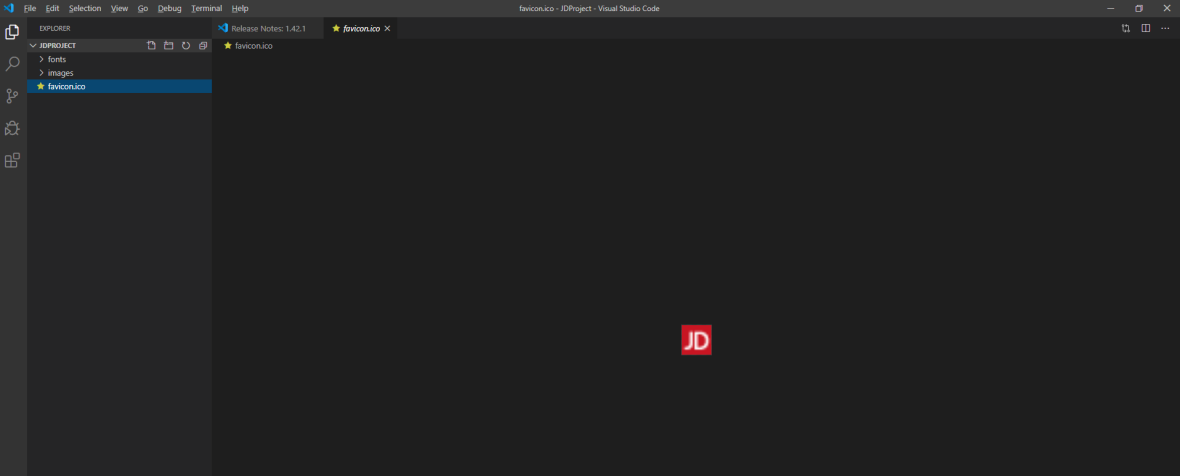 File Edit Selection View Go Debug Terminal Help
favicon.ico - JDProject - Visual Studio Code
EXPLORER
Release Notes: 1.42.1
favicon.ico
JDPROJECT
favicon.ico
fonts
images
favicon.ico
JD